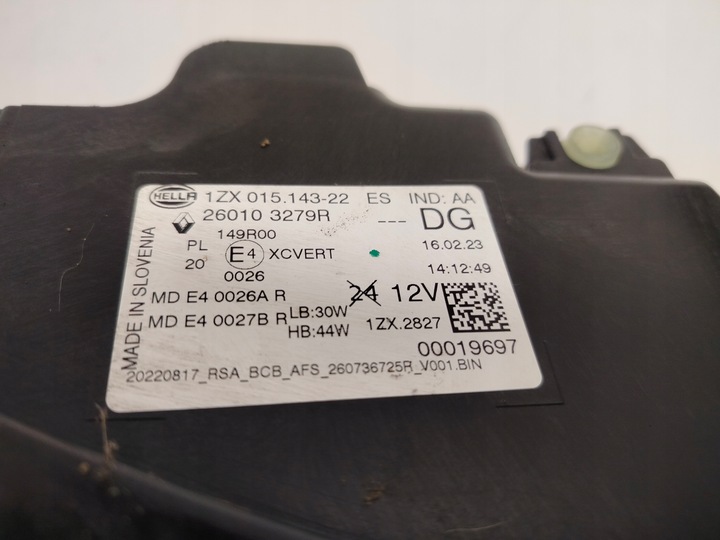 HELLA 1ZX 015.143-22 ES IND: AA
26010 3279R --- DG
149R00
PL E4 XCVERT 16.02.23
20
0026 14:12:49
MD E4 0026A R 24 12V
MD E4 0027B R LB:30W
HB:44W 1ZX.2827
00019697
20220817_RSA_BCB_AFS_260736725R_V001.BIN
MADE IN SLOVENIA